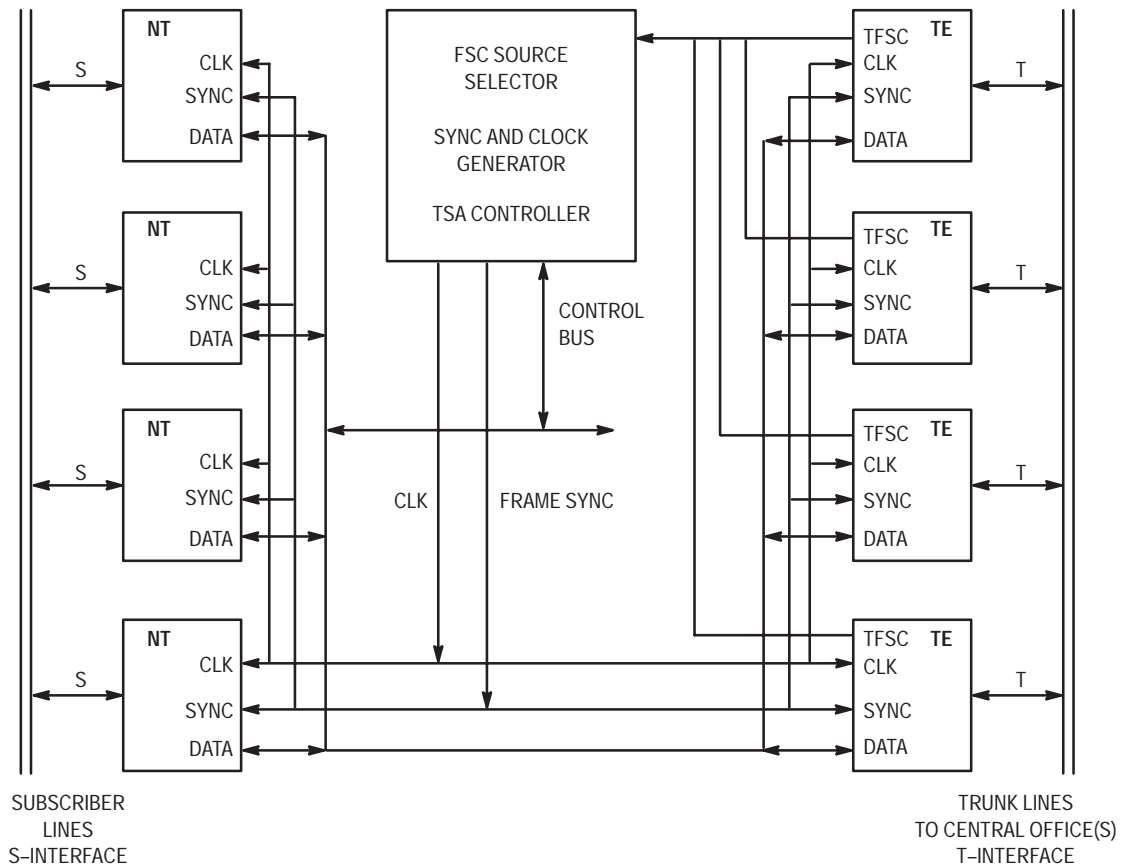 NT
CLK
SYNC
DATA
S
NT
CLK
SYNC
DATA
S
NT
CLK
SYNC
DATA
S
NT
CLK
SYNC
DATA
S
SUBSCRIBER
LINES
S–INTERFACE
FSC SOURCE
SELECTOR
SYNC AND CLOCK
GENERATOR
TSA CONTROLLER
CONTROL
BUS
CLK
FRAME SYNC
TFSC
TE
CLK
SYNC
DATA
T
TFSC
TE
CLK
SYNC
DATA
T
TFSC
TE
CLK
SYNC
DATA
T
TFSC
TE
CLK
SYNC
DATA
T
TRUNK LINES
TO CENTRAL OFFICE(S)
T–INTERFACE